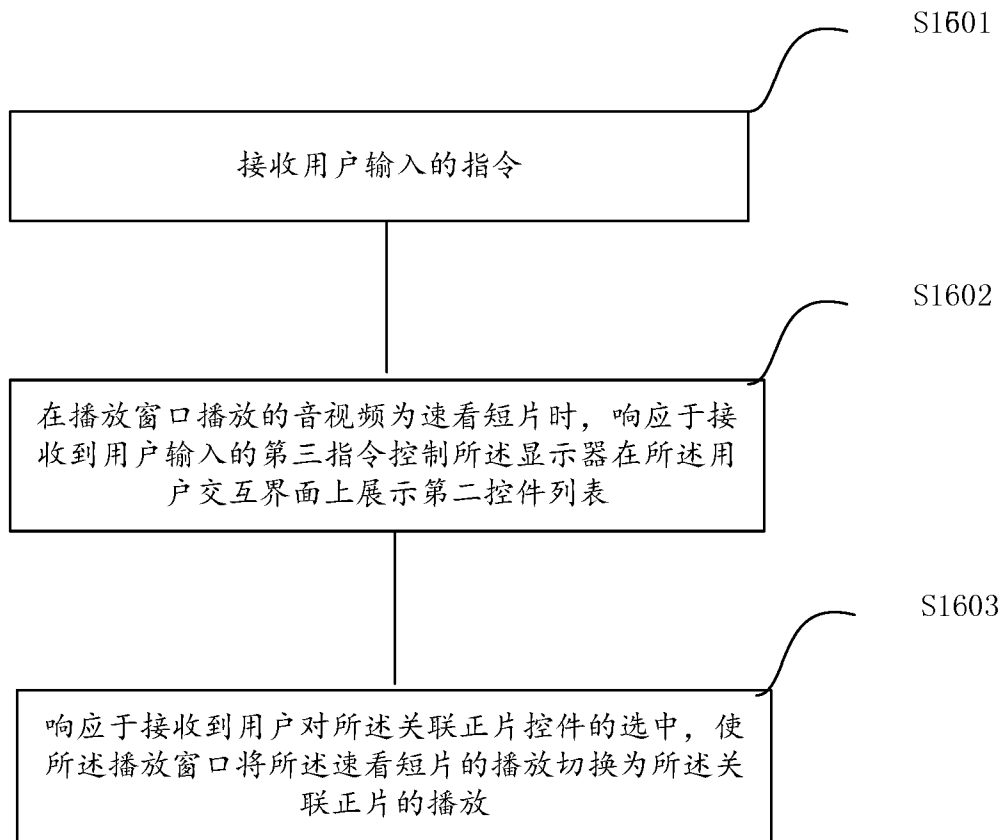 S1601
接收用户输入的指令
S1602
在播放窗口播放的音视频为速看短片时，响应于接
收到用户输入的第三指令控制所述显示器在所述用
户交互界面上展示第二控件列表
S1603
响应于接收到用户对所述关联正片控件的选中，使
所述播放窗口将所述速看短片的播放切换为所述关
联正片的播放